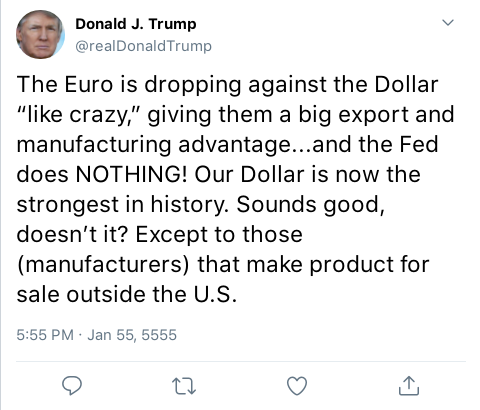 Donald J. Trump
@realDonaldTrump
The Euro is dropping against the Dollar
“like crazy,” giving them a big export and
manufacturing advantage...and the Fed
does NOTHING! Our Dollar is now the
strongest in history. Sounds good,
doesn’t it? Except to those
(manufacturers) that make product for
sale outside the U.S.
5:55 PM · Jan 55, 5555